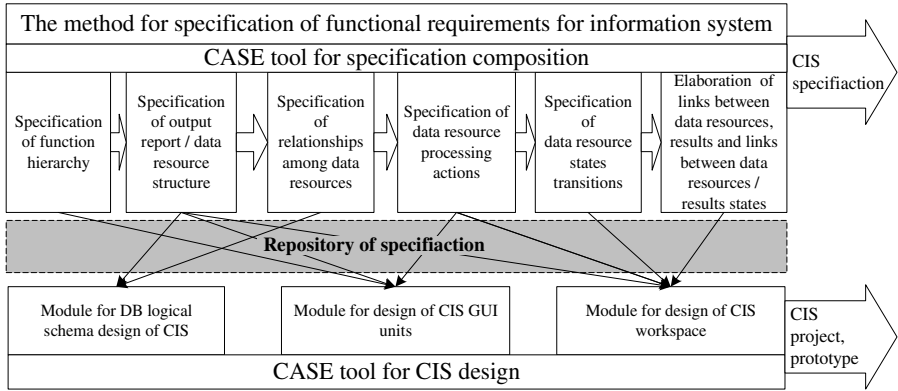 The method for specification of functional requirements for information system
CASE tool for specification composition
CIS
specifiaction
Specification
of function
hierarchy
Specification
of output
report / data
resource
structure
Specification
of
relationships
among data
resources
Specification of
data resource
processing
actions
Specification
of
data resource
states
transitions
Elaboration of
links between
data resources,
results and links
between data
resources /
results states
Repository of specifiaction
Module for DB logical
schema design of CIS
Module for design of CIS GUI
units
Module for design of CIS
workspace
CIS
project,
prototype
CASE tool for CIS design